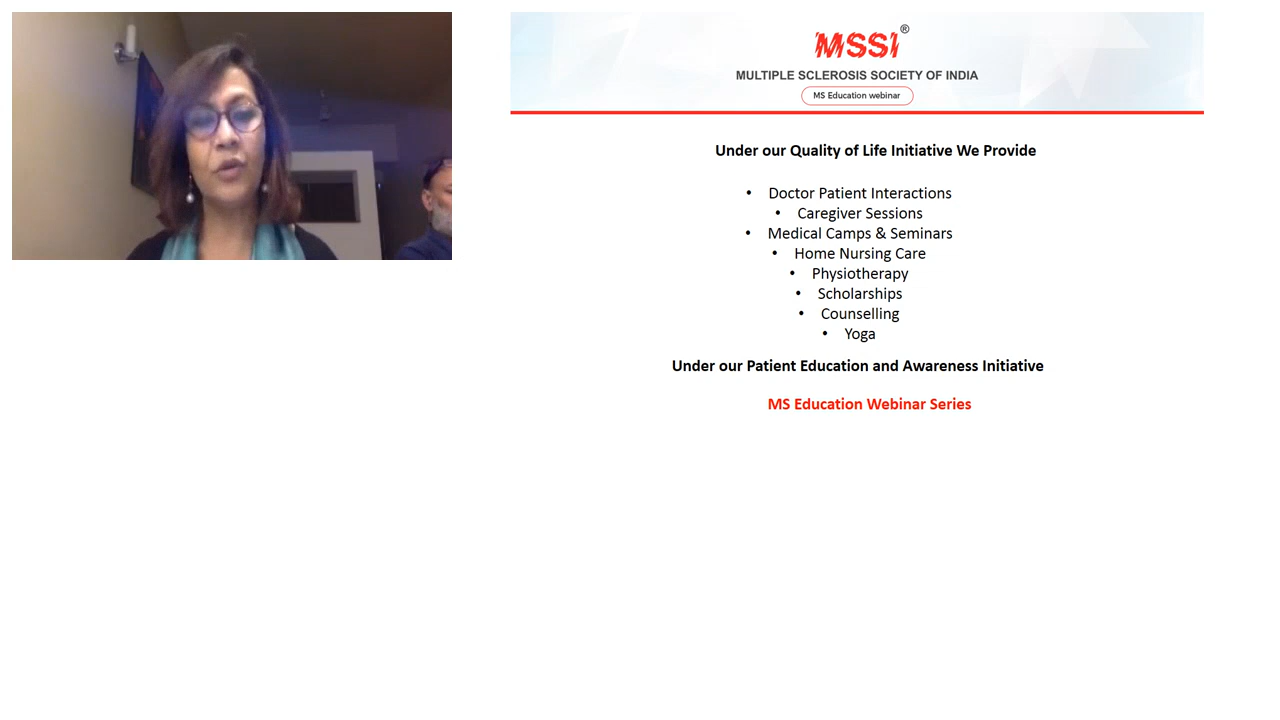 MSSI®
MULTIPLE SCLEROSIS SOCIETY OF INDIA
MS Education webinar
Under our Quality of Life Initiative We Provide
• Doctor Patient Interactions
• Caregiver Sessions
• Medical Camps & Seminars
• Home Nursing Care
• Physiotherapy
• Scholarships
• Counselling
• Yoga
Under our Patient Education and Awareness Initiative
MS Education Webinar Series